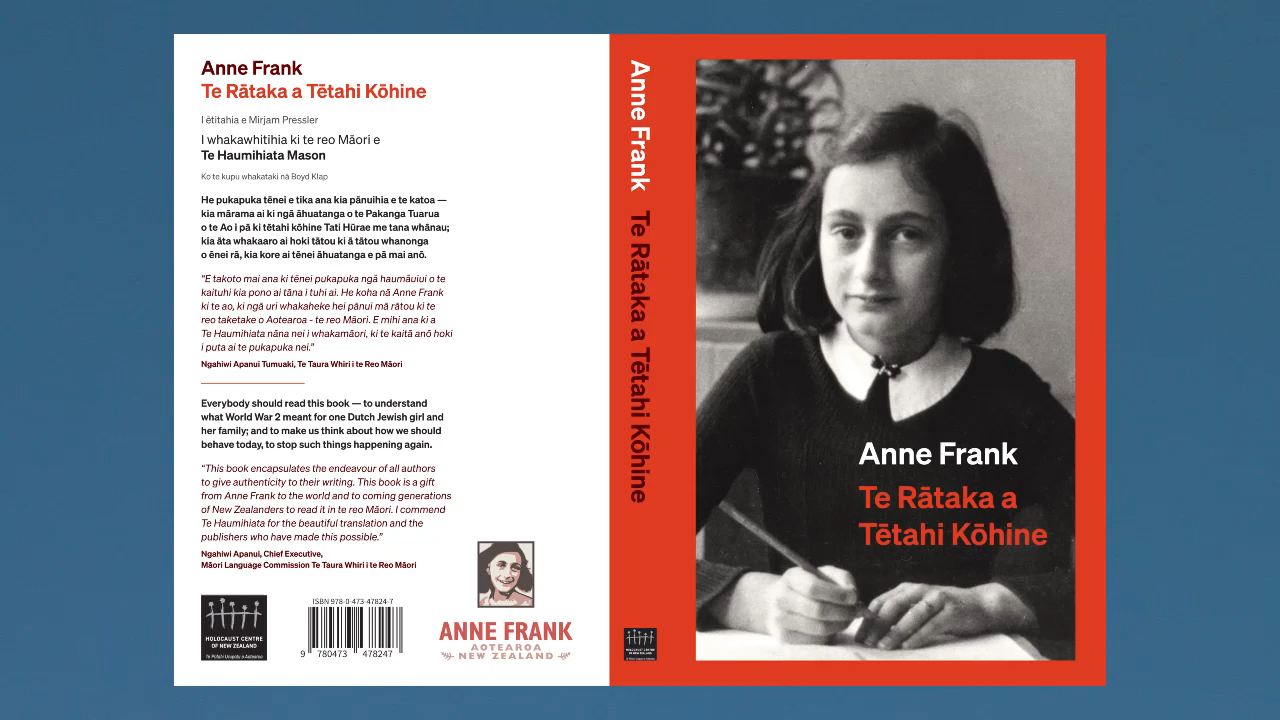 Anne Frank
Te Rātaka a Tētahi Kōhine
I ētitahia e Mirjam Pressler
I whakawhitihia ki te reo Māori e
Te Haumihiata Mason
Ko te kupu whakataki nā Boyd Klap
He pukapuka tēnei e tika ana kia pānuihia e te katoa —
kia mārama ai ki ngā āhuatanga o te Pakanga Tuarua
o te Ao i pā ki tētahi kōhine Tati Hūrae me tana whānau;
kia āta whakaaro ai hoki tātou ki ā tātou whanonga
o ēnei rā, kia kore ai tēnei āhuatanga e pā mai anō.
“E takoto mai ana ki tēnei pukapuka ngā haumāuiui o te
kaituhi kia pono ai tāna i tuhi ai. He koha nā Anne Frank
ki te ao, ki ngā uri whakaheke hei pānui mā rātou ki te
reo taketake o Aotearoa - te reo Māori. E mihi ana ki a
Te Haumihiata nāna nei i whakamāori, ki te kaitā anō hoki
i puta ai te pukapuka nei.”
Ngahiwi Apanui Tumuaki, Te Taura Whiri i te Reo Māori
Everybody should read this book — to understand
what World War 2 meant for one Dutch Jewish girl and
her family; and to make us think about how we should
behave today, to stop such things happening again.
“This book encapsulates the endeavour of all authors
to give authenticity to their writing. This book is a gift
from Anne Frank to the world and to coming generations
of New Zealanders to read it in te reo Māori. I commend
Te Haumihiata for the beautiful translation and the
publishers who have made this possible.”
Ngahiwi Apanui, Chief Executive,
Māori Language Commission Te Taura Whiri i te Reo Māori
HOLOCAUST CENTRE
OF NEW ZEALAND
Te Pūtahi Urupatu o Aotearoa
ISBN 978-0-473-47824-7
9 780473 478247
ANNE FRANK
AOTEAROA
NEW ZEALAND
Anne Frank Te Rātaka a Tētahi Kōhine
HOLOCAUST CENTRE
OF NEW ZEALAND
Anne Frank
Te Rātaka a
Tētahi Kōhine